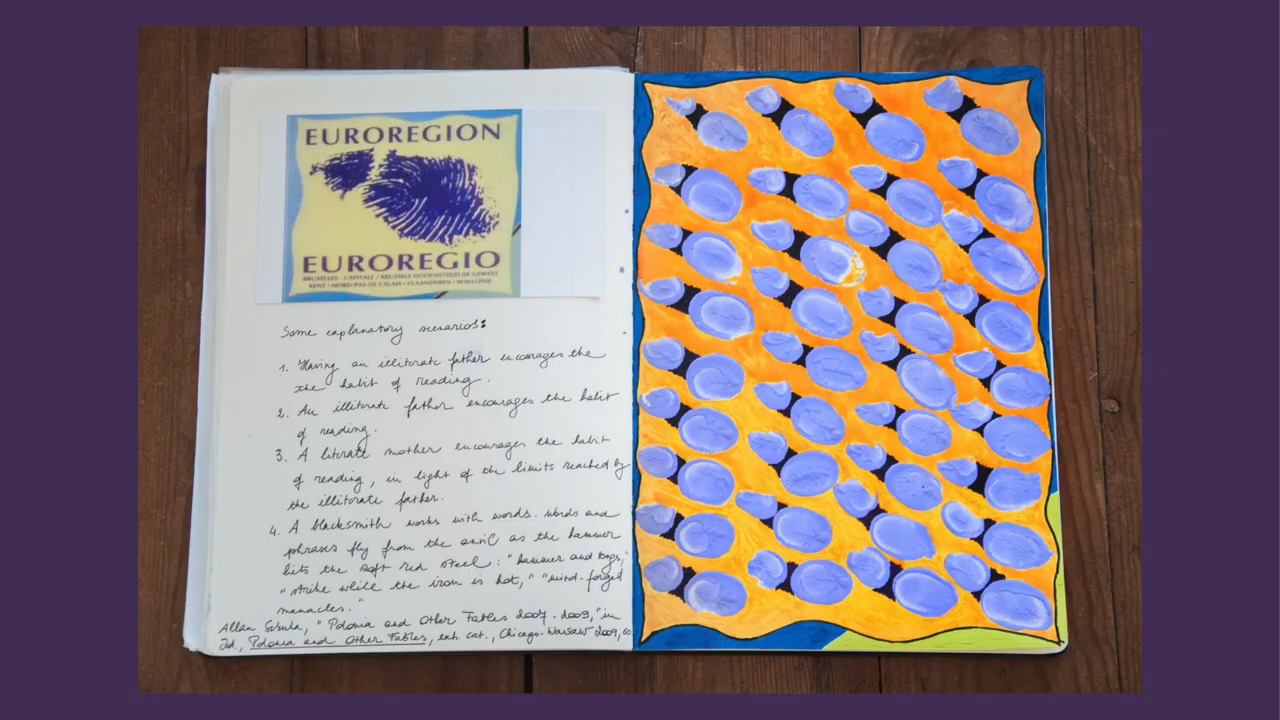 EUROREGION
EUROREGIO
BRUXELLES - CAPITALE / BRUSSELS HOOFDSTEDELIJK GEWEST
KENT • NORD-PAS DE CALAIS • VLAANDEREN • WALLONIE
Some explanatory scenarios:
1. Having an illiterate father encourages the
the habit of reading.
2. An illiterate father encourages the habit
of reading.
3. A literate mother encourages the habit
of reading, in light of the limits reached by
the illiterate father.
4. A blacksmith works with words. Words and
phrases fly from the anvil as the hammer
hits the soft red steel: "hammer and tongs,
"strike while the iron is hot," "mind-forged
manacles."
Allan Sekula, "Polonia and Other Fables 2007-2009," in
Id., Polonia and Other Fables, exh. cat., Chicago-Warsaw 2009,